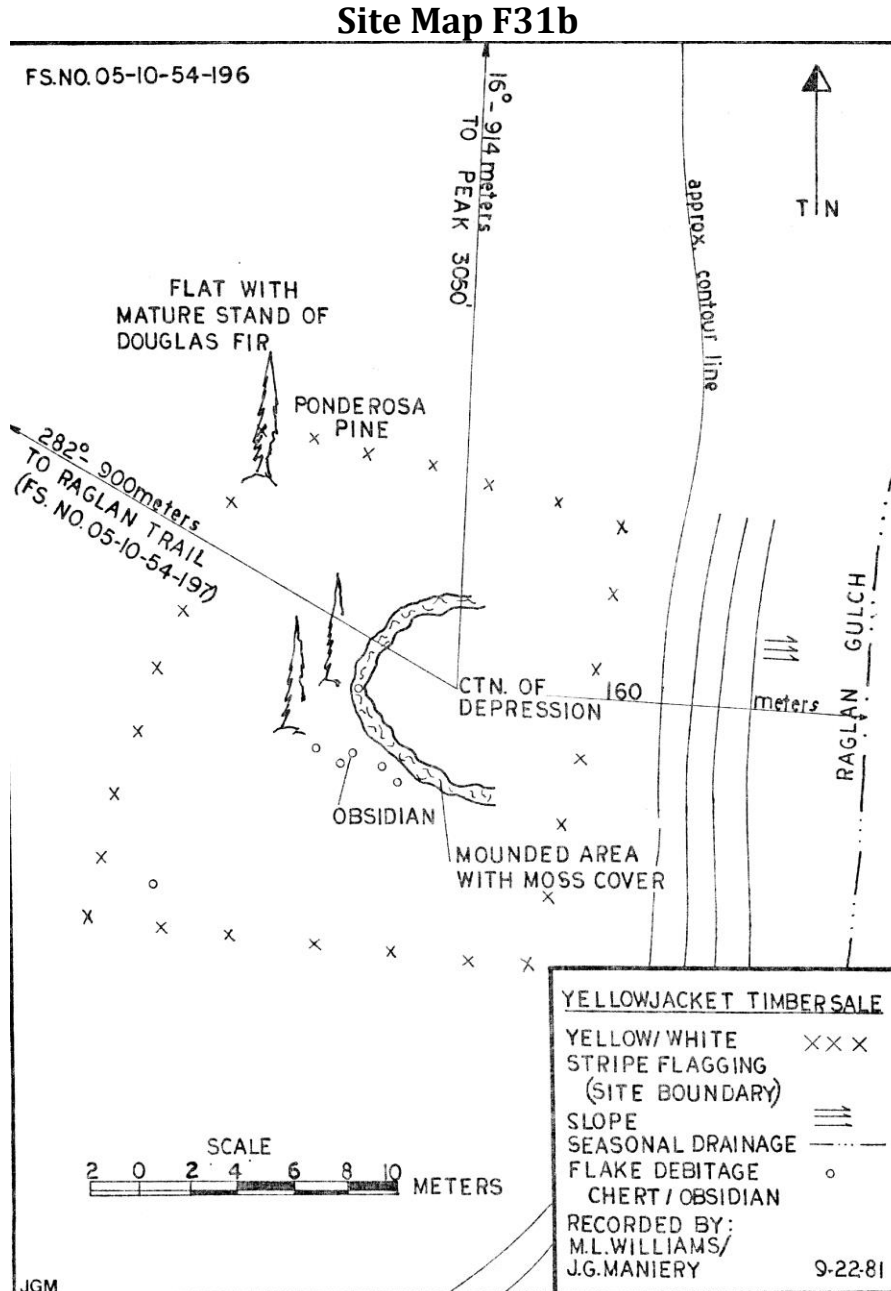 Site Map F31b
FS.NO. 05-10-54-196
16° - 914 meters
TO PEAK 3050'
approx. contour line
T N
FLAT WITH
MATURE STAND OF
DOUGLAS FIR
PONDEROSA
PINE
282° - 900 meters
TO RAGLAN TRAIL
(FS. NO. 05-10-54-197)
CTN. OF
DEPRESSION
160 meters
RAGLAN GULCH
OBSIDIAN
MOUNDED AREA
WITH MOSS COVER
YELLOWJACKET TIMBERSALE
YELLOW/WHITE
STRIPE FLAGGING
(SITE BOUNDARY)
SLOPE
SEASONAL DRAINAGE
FLAKE DEBITAGE
CHERT / OBSIDIAN
RECORDED BY:
M.L.WILLIAMS/
J.G.MANIERY 9-22-81
SCALE
2 0 2 4 6 8 10
METERS
JGM